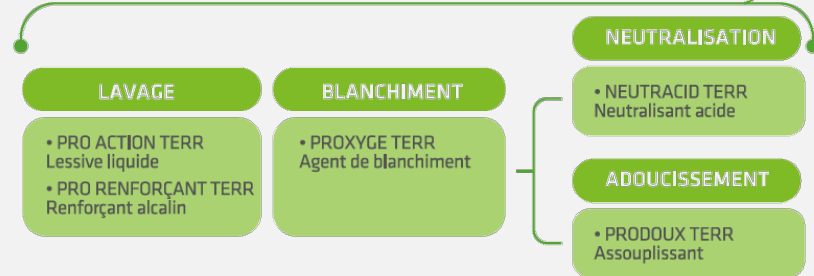 LAVAGE
• PRO ACTION TERR
Lessive liquide
• PRO RENFORÇANT TERR
Renforçant alcalin
BLANCHIMENT
• PROXYGE TERR
Agent de blanchiment
NEUTRALISATION
• NEUTRACID TERR
Neutralisant acide
ADOUCISSEMENT
• PRODOUX TERR
Assouplissant